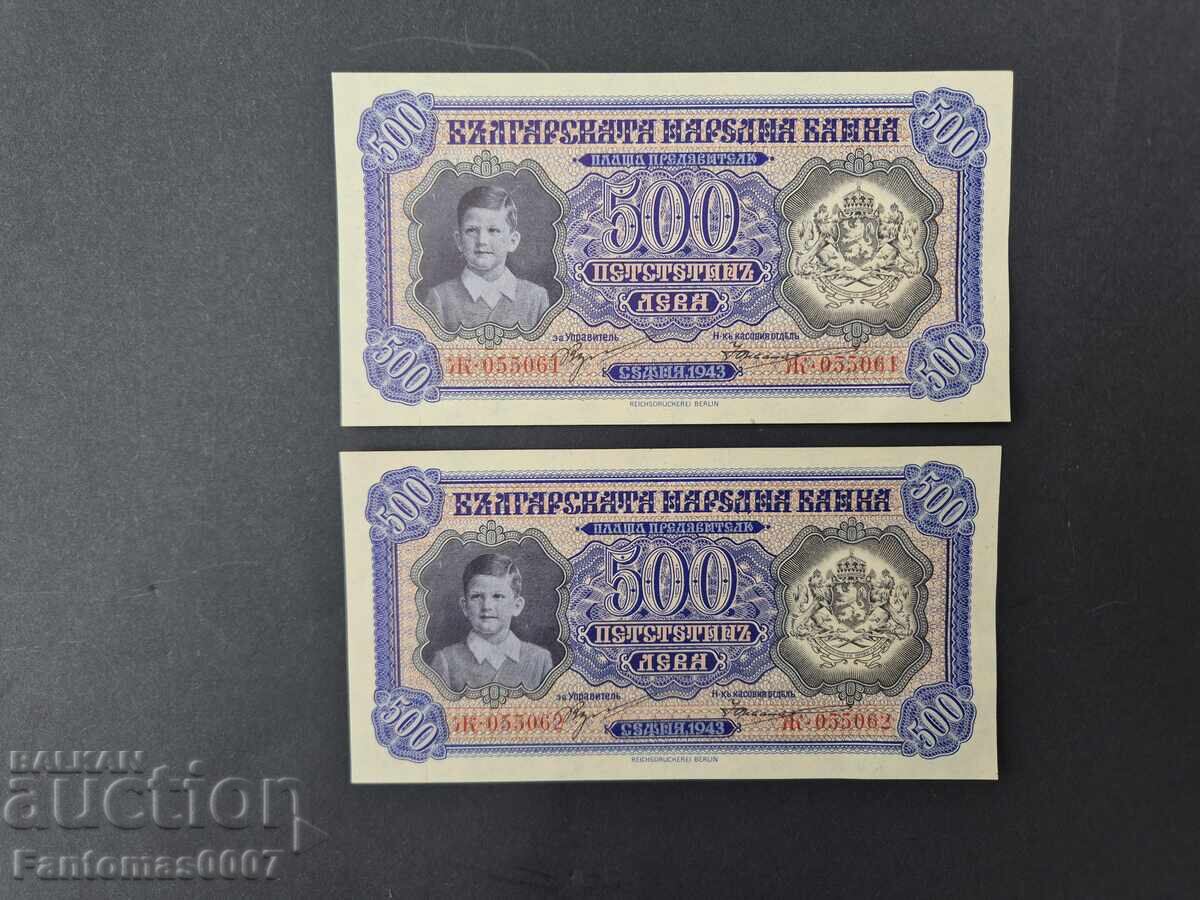 500 500
БЪЛГАРСКАТА НАРОДНА БАНКА
ПЛАЩА ПРЕДЯВИТЕЛЮ
500
ПЕТСТОТИНЪ
ЛЕВА
за Управитель Н-къ касовия отдѣлъ
Ж·055061 Ж·055061
500 СОФИЯ 1943 500
REICHSDRUCKEREI BERLIN
500 500
БЪЛГАРСКАТА НАРОДНА БАНКА
ПЛАЩА ПРЕДЯВИТЕЛЮ
500
ПЕТСТОТИНЪ
ЛЕВА
за Управитель Н-къ касовия отдѣлъ
Ж·055062 Ж·055062
500 СОФИЯ 1943 500
REICHSDRUCKEREI BERLIN
BALKAN
auction
Fantomas0007